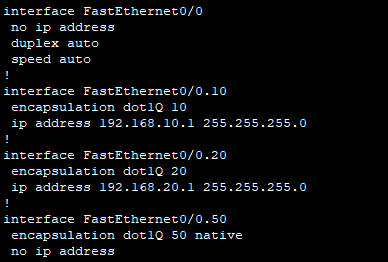 interface FastEthernet0/0
no ip address
duplex auto
speed auto
!
interface FastEthernet0/0.10
encapsulation dot1Q 10
ip address 192.168.10.1 255.255.255.0
!
interface FastEthernet0/0.20
encapsulation dot1Q 20
ip address 192.168.20.1 255.255.255.0
!
interface FastEthernet0/0.50
encapsulation dot1Q 50 native
no ip address